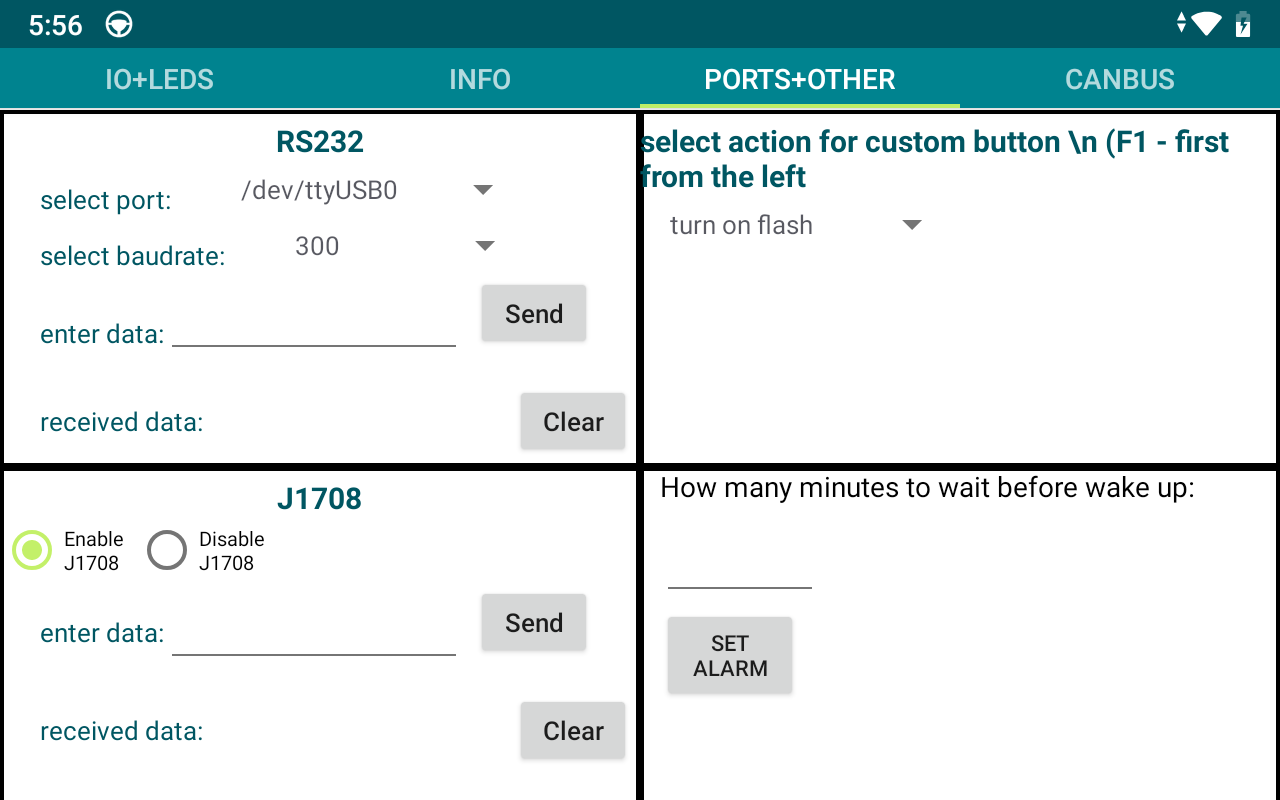 5:56
IO+LEDS
INFO
PORTS+OTHER
CANBUS
RS232
select port:
/dev/ttyUSB0
select baudrate:
300
enter data:
Send
received data:
Clear
select action for custom button \n (F1 - first
from the left
turn on flash
J1708
Enable
J1708
Disable
J1708
enter data:
Send
received data:
Clear
How many minutes to wait before wake up:
SET
ALARM